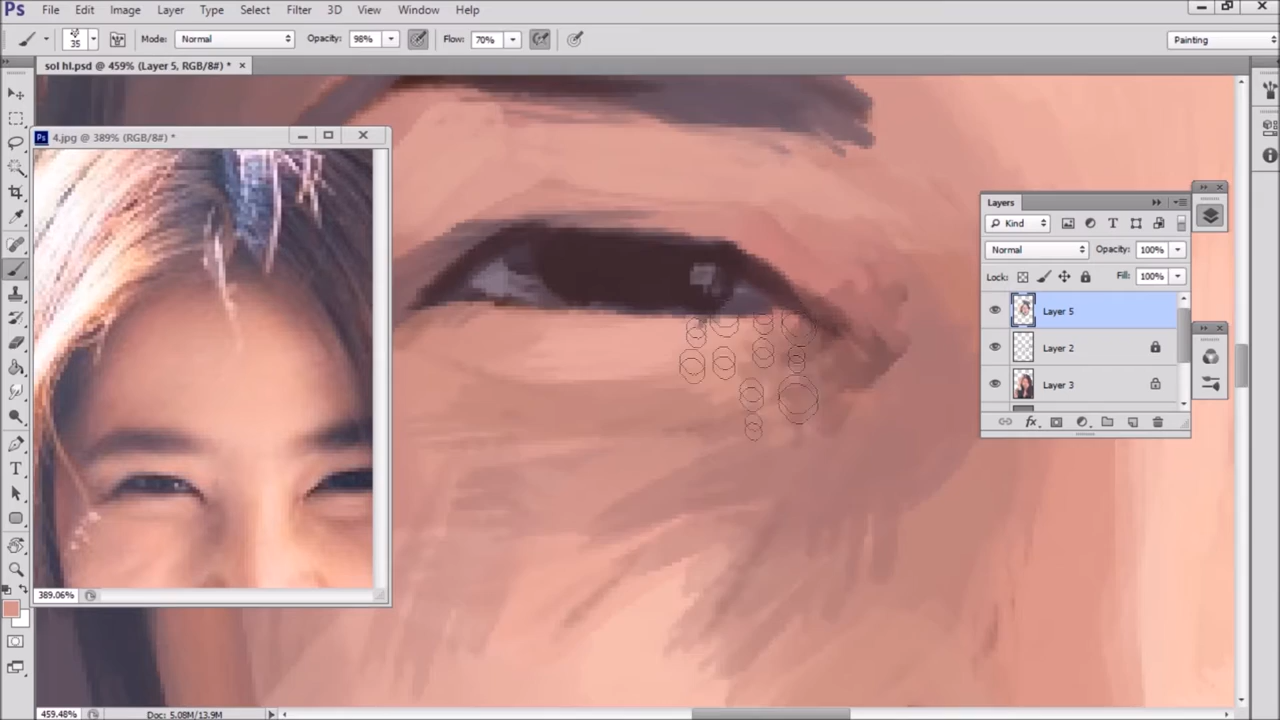 Ps File Edit Image Layer Type Select Filter 3D View Window Help
35 Mode: Normal Opacity: 98% Flow: 70% Painting
sol hl.psd @ 459% (Layer 5, RGB/8#) * ×
Ps 4.jpg @ 389% (RGB/8#) *
389.06%
Layers
Kind
Normal Opacity: 100%
Lock: Fill: 100%
Layer 5
Layer 2
Layer 3
fx
459.48% Doc: 5.08M/13.9M